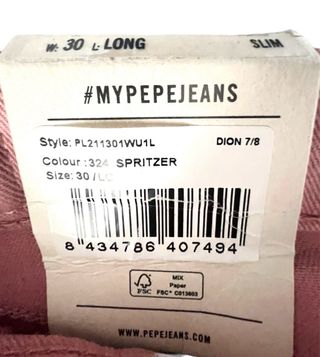 W: 30 L: LONG SLIM
#MYPEPEJEANS
Style: PL211301WU1L DION 7/8
Colour :324 SPRITZER
Size: 30/LG
8 434786 407494
FSC
MIX
Paper
FSC® C013603
WWW.PEPEJEANS.COM